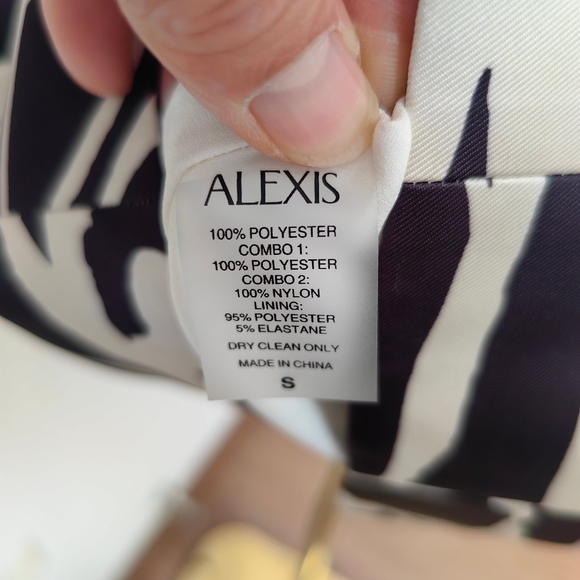 ALEXIS
100% POLYESTER
COMBO 1:
100% POLYESTER
COMBO 2:
100% NYLON
LINING:
95% POLYESTER
5% ELASTANE
DRY CLEAN ONLY
MADE IN CHINA
S